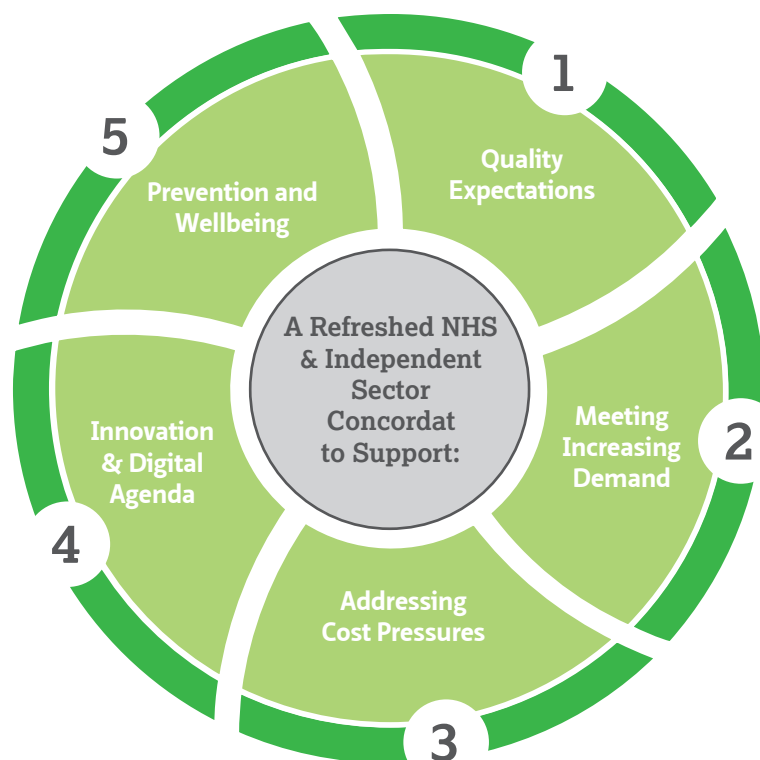 A Refreshed NHS
& Independent
Sector
Concordat
to Support:
1
Quality
Expectations
2
Meeting
Increasing
Demand
3
Addressing
Cost Pressures
4
Innovation
& Digital
Agenda
5
Prevention and
Wellbeing